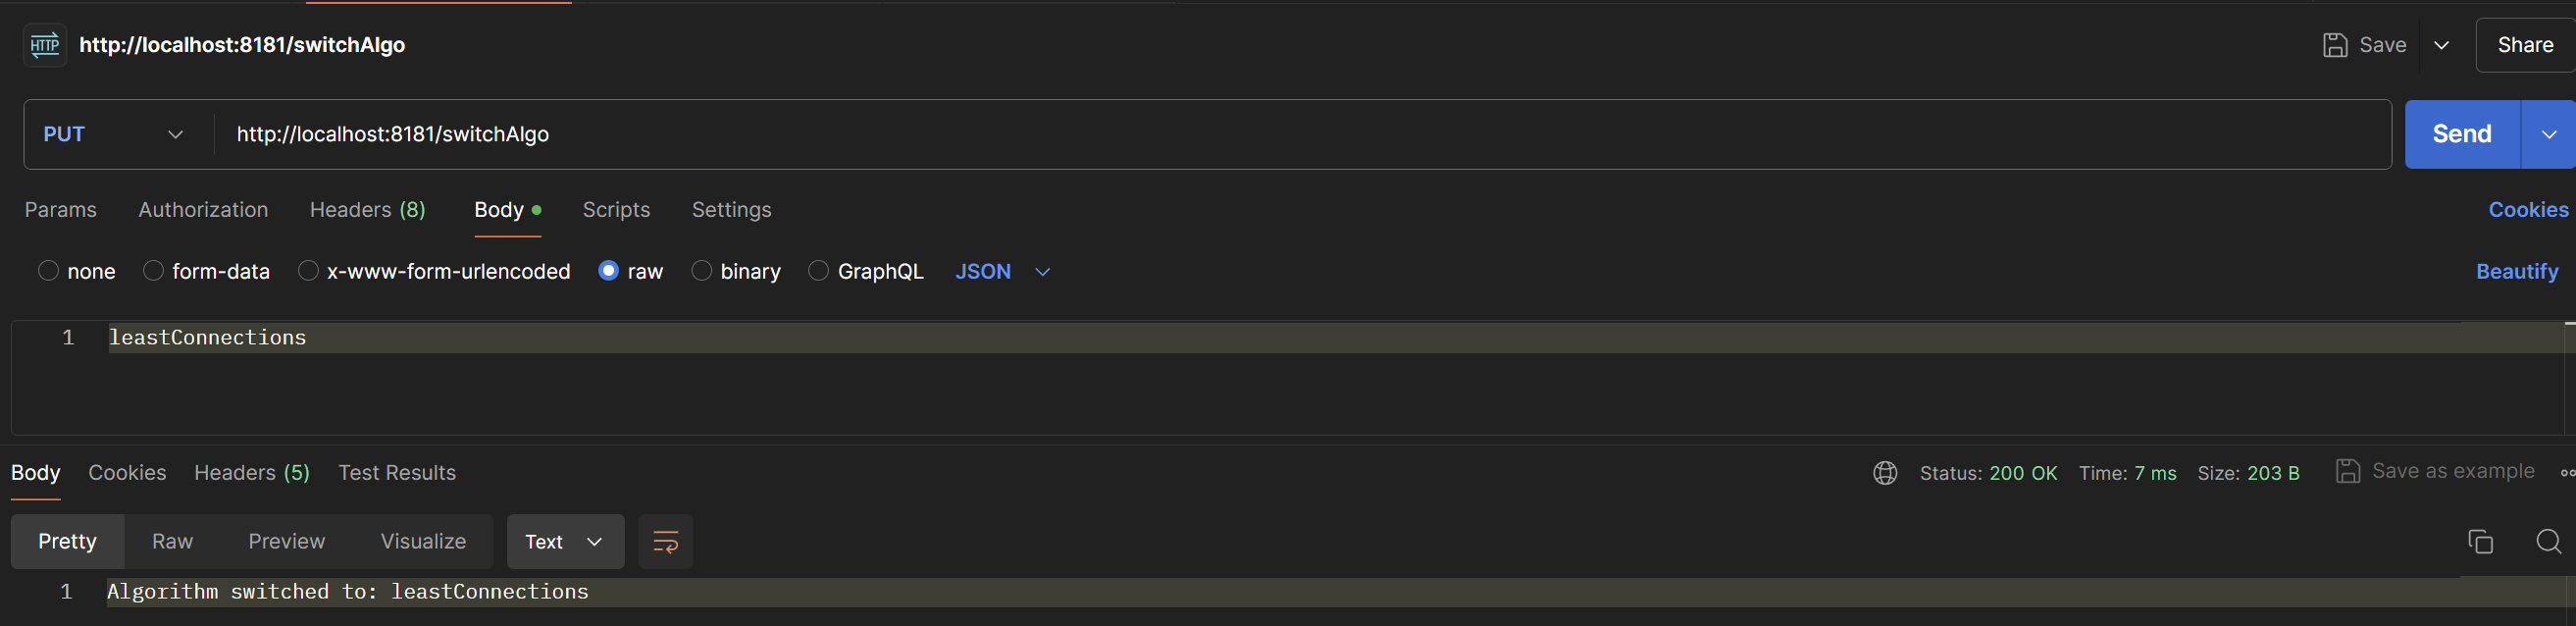 HTTP http://localhost:8181/switchAlgo Save Share
PUT http://localhost:8181/switchAlgo Send
Params Authorization Headers (8) Body Scripts Settings Cookies
none form-data x-www-form-urlencoded raw binary GraphQL JSON Beautify
1 leastConnections
Body Cookies Headers (5) Test Results Status: 200 OK Time: 7 ms Size: 203 B Save as example
Pretty Raw Preview Visualize Text
1 Algorithm switched to: leastConnections